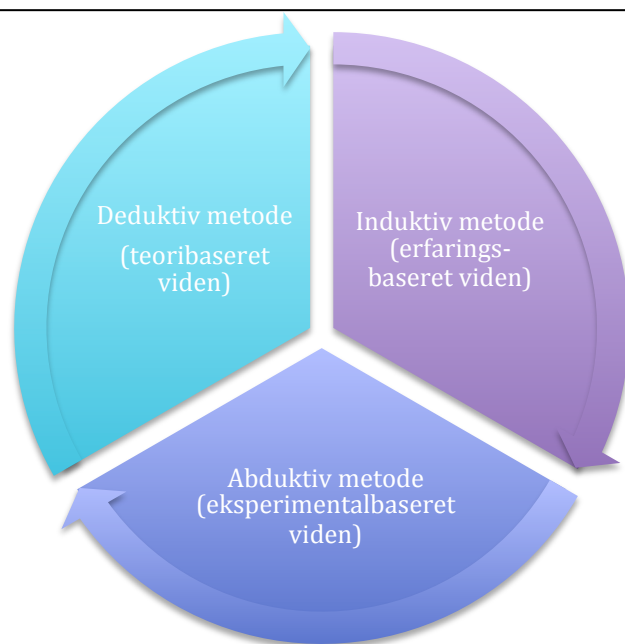 Deduktiv metode
(teoribaseret
viden)
Induktiv metode
(erfarings-
baseret viden)
Abduktiv metode
(eksperimentalbaseret
viden)